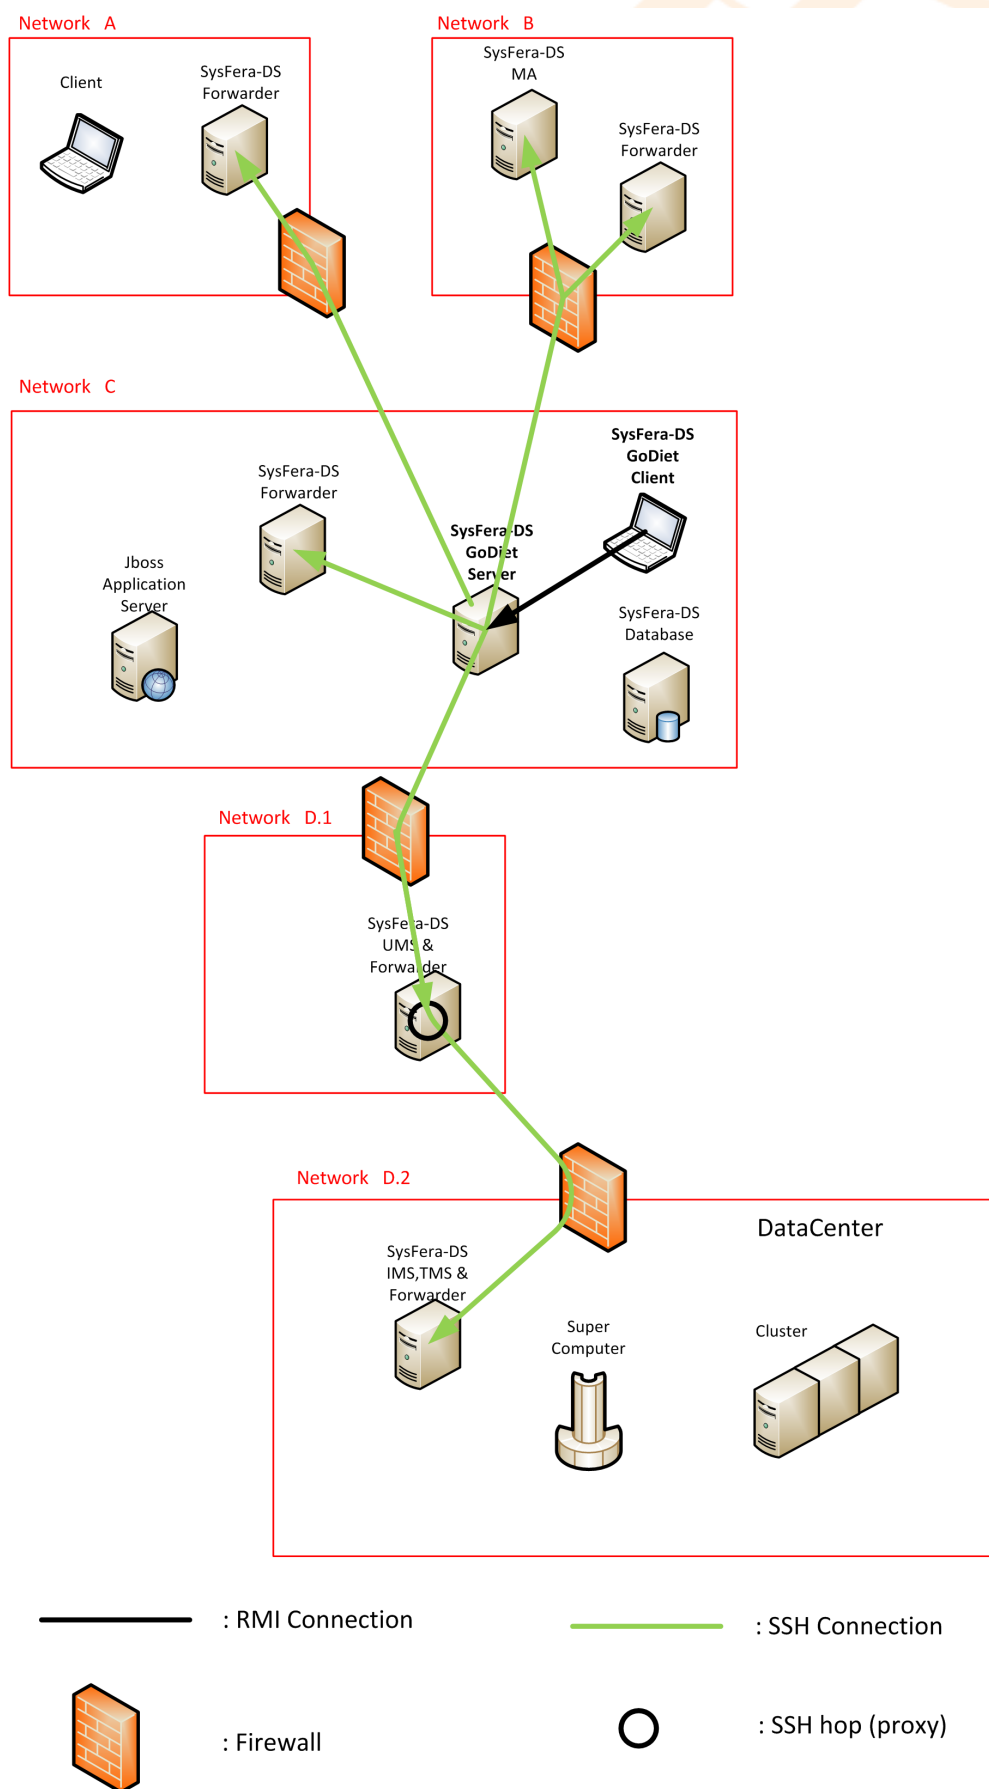 Network A
Network B
Client
SysFera-DS
Forwarder
SysFera-DS
MA
SysFera-DS
Forwarder
Network C
SysFera-DS
GoDiet
Client
SysFera-DS
Forwarder
SysFera-DS
GoDiet
Server
Jboss
Application
Server
SysFera-DS
Database
Network D.1
SysFera-DS
UMS &
Forwarder
Network D.2
DataCenter
SysFera-DS
IMS,TMS &
Forwarder
Super
Computer
Cluster
: RMI Connection
: SSH Connection
: Firewall
: SSH hop (proxy)